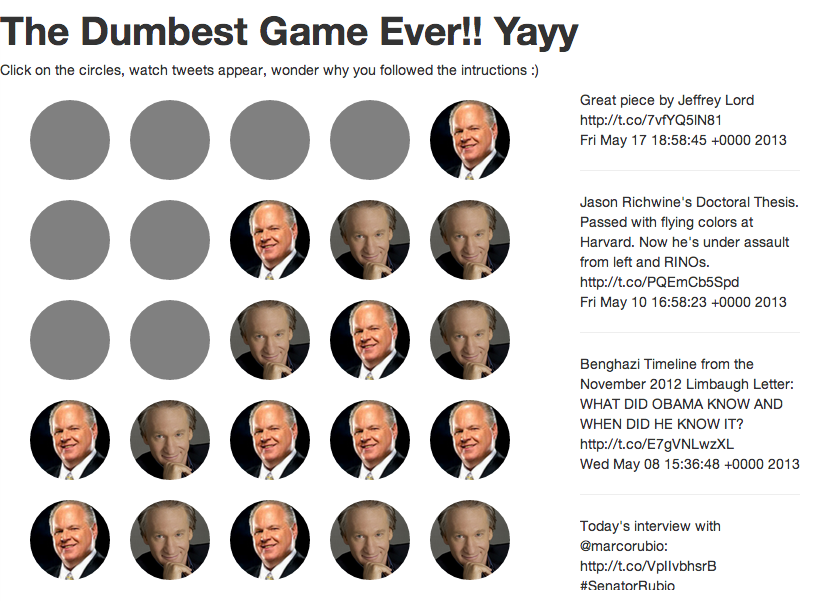 The Dumbest Game Ever!! Yayy
Click on the circles, watch tweets appear, wonder why you followed the intructions :)
Great piece by Jeffrey Lord
http://t.co/7vfYQ5lN81
Fri May 17 18:58:45 +0000 2013
Jason Richwine's Doctoral Thesis.
Passed with flying colors at
Harvard. Now he's under assault
from left and RINOs.
http://t.co/PQEmCb5Spd
Fri May 10 16:58:23 +0000 2013
Benghazi Timeline from the
November 2012 Limbaugh Letter:
WHAT DID OBAMA KNOW AND
WHEN DID HE KNOW IT?
http://t.co/E7gVNLwzXL
Wed May 08 15:36:48 +0000 2013
Today's interview with
@marcorubio:
http://t.co/VpIIvbhsrB
#SenatorRubio